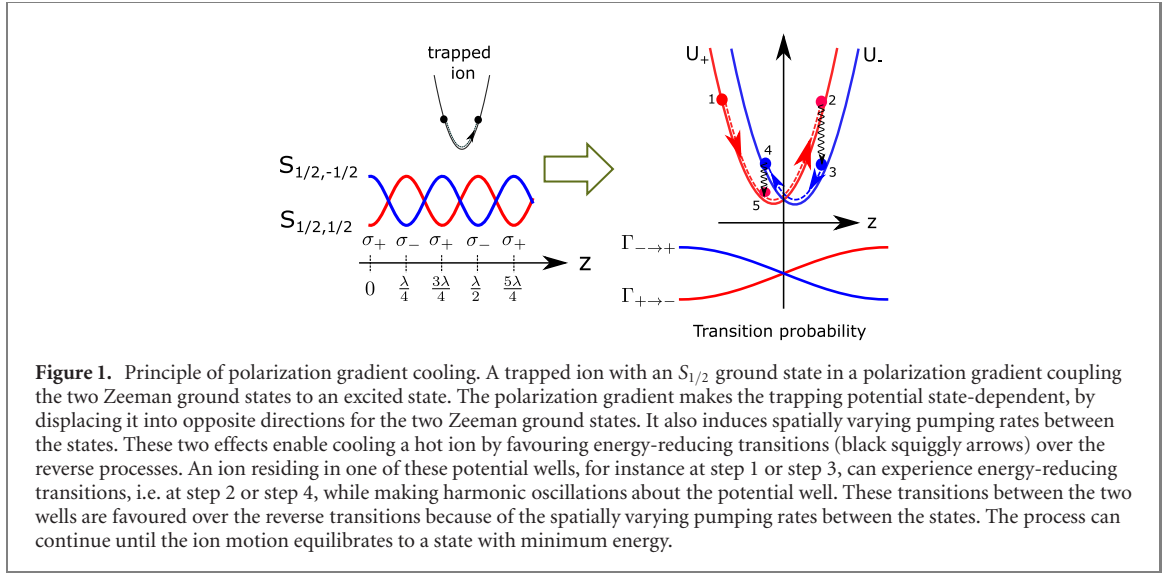 trapped
ion
S1/2,-1/2
S1/2,1/2
σ+ σ− σ+ σ− σ+
0 λ/4 3λ/4 λ/2 5λ/4
z
U+
U-
1
2
4
3
5
z
Γ−→+
Γ+→−
Transition probability
Figure 1. Principle of polarization gradient cooling. A trapped ion with an S1/2 ground state in a polarization gradient coupling
the two Zeeman ground states to an excited state. The polarization gradient makes the trapping potential state-dependent, by
displacing it into opposite directions for the two Zeeman ground states. It also induces spatially varying pumping rates between
the states. These two effects enable cooling a hot ion by favouring energy-reducing transitions (black squiggly arrows) over the
reverse processes. An ion residing in one of these potential wells, for instance at step 1 or step 3, can experience energy-reducing
transitions, i.e. at step 2 or step 4, while making harmonic oscillations about the potential well. These transitions between the two
wells are favoured over the reverse transitions because of the spatially varying pumping rates between the states. The process can
continue until the ion motion equilibrates to a state with minimum energy.